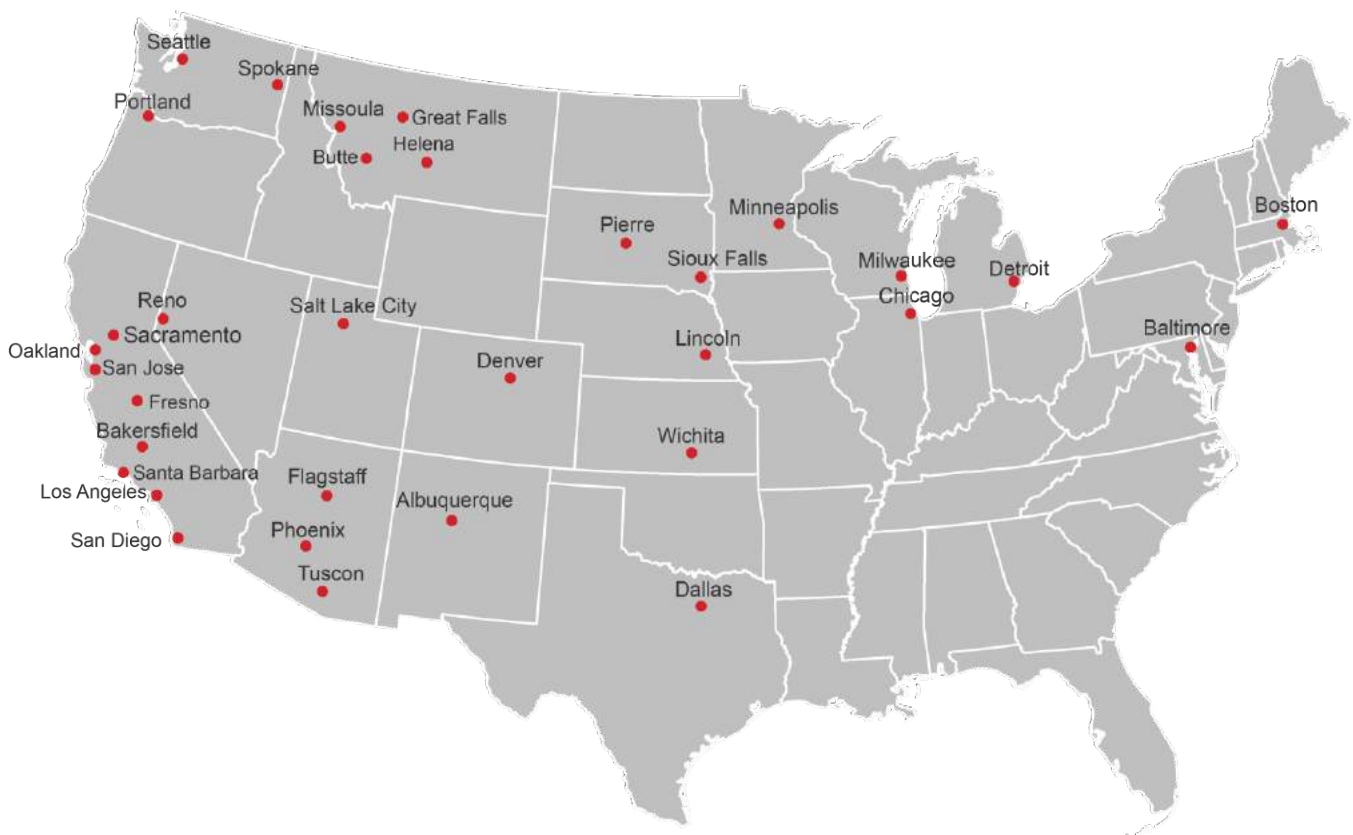 Seattle
Spokane
Portland
Missoula
Great Falls
Helena
Butte
Minneapolis
Boston
Pierre
Sioux Falls
Milwaukee
Detroit
Chicago
Reno
Salt Lake City
Sacramento
Baltimore
Oakland
Lincoln
San Jose
Denver
Fresno
Bakersfield
Wichita
Santa Barbara
Flagstaff
Los Angeles
Albuquerque
Phoenix
San Diego
Tuscon
Dallas